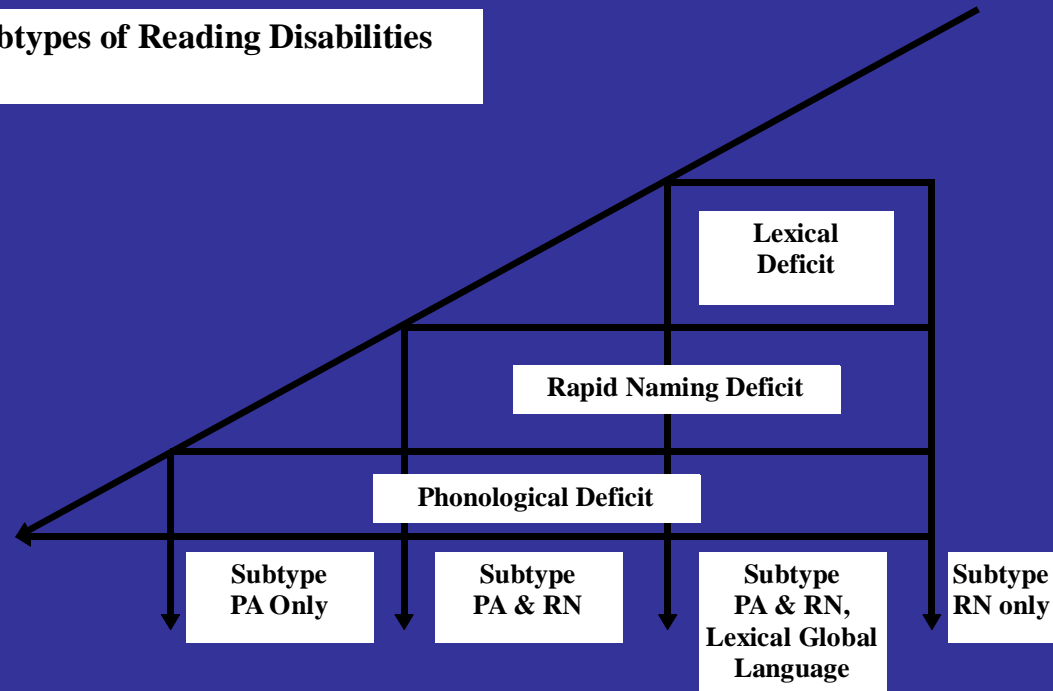 btypes of Reading Disabilities
Lexical
Deficit
Rapid Naming Deficit
Phonological Deficit
Subtype
PA Only
Subtype
PA & RN
Subtype
PA & RN,
Lexical Global
Language
Subtype
RN only